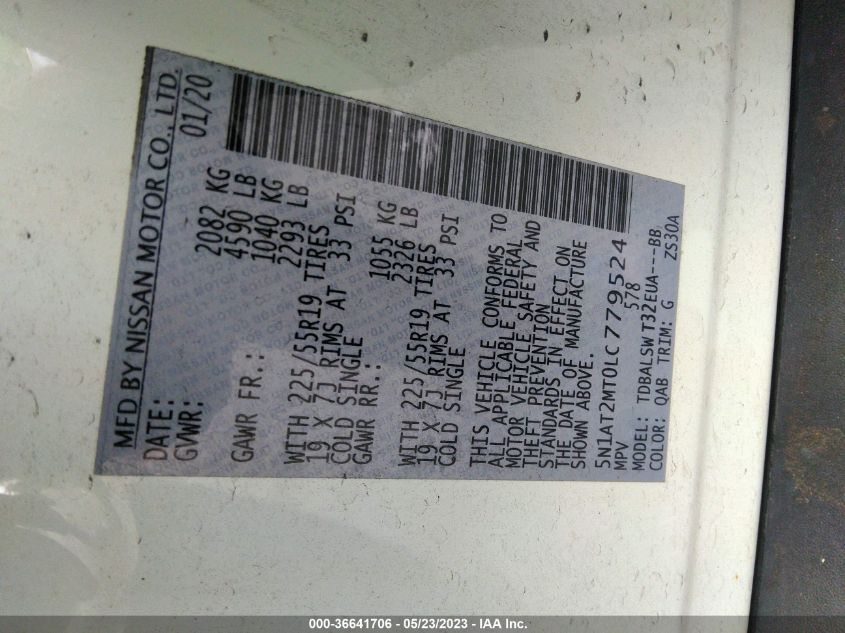 MFD BY NISSAN MOTOR CO., LTD.
DATE: 01/20
GVWR: 2082 KG
4590 LB
GAWR FR.: 1040 KG
2293 LB
WITH 225/55R19 TIRES
19 X 7J RIMS AT 33 PSI
COLD SINGLE
GAWR RR.: 1055 KG
2326 LB
WITH 225/55R19 TIRES
19 X 7J RIMS AT 33 PSI
COLD SINGLE
THIS VEHICLE CONFORMS TO
ALL APPLICABLE FEDERAL
MOTOR VEHICLE SAFETY AND
THEFT PREVENTION
STANDARDS IN EFFECT ON
THE DATE OF MANUFACTURE
SHOWN ABOVE.
5N1AT2MT0LC779524
MPV 578
MODEL: TDBALSWT32EUA---BB
COLOR: QAB TRIM: G ZS30A
000-36641706 - 05/23/2023 - IAA Inc.